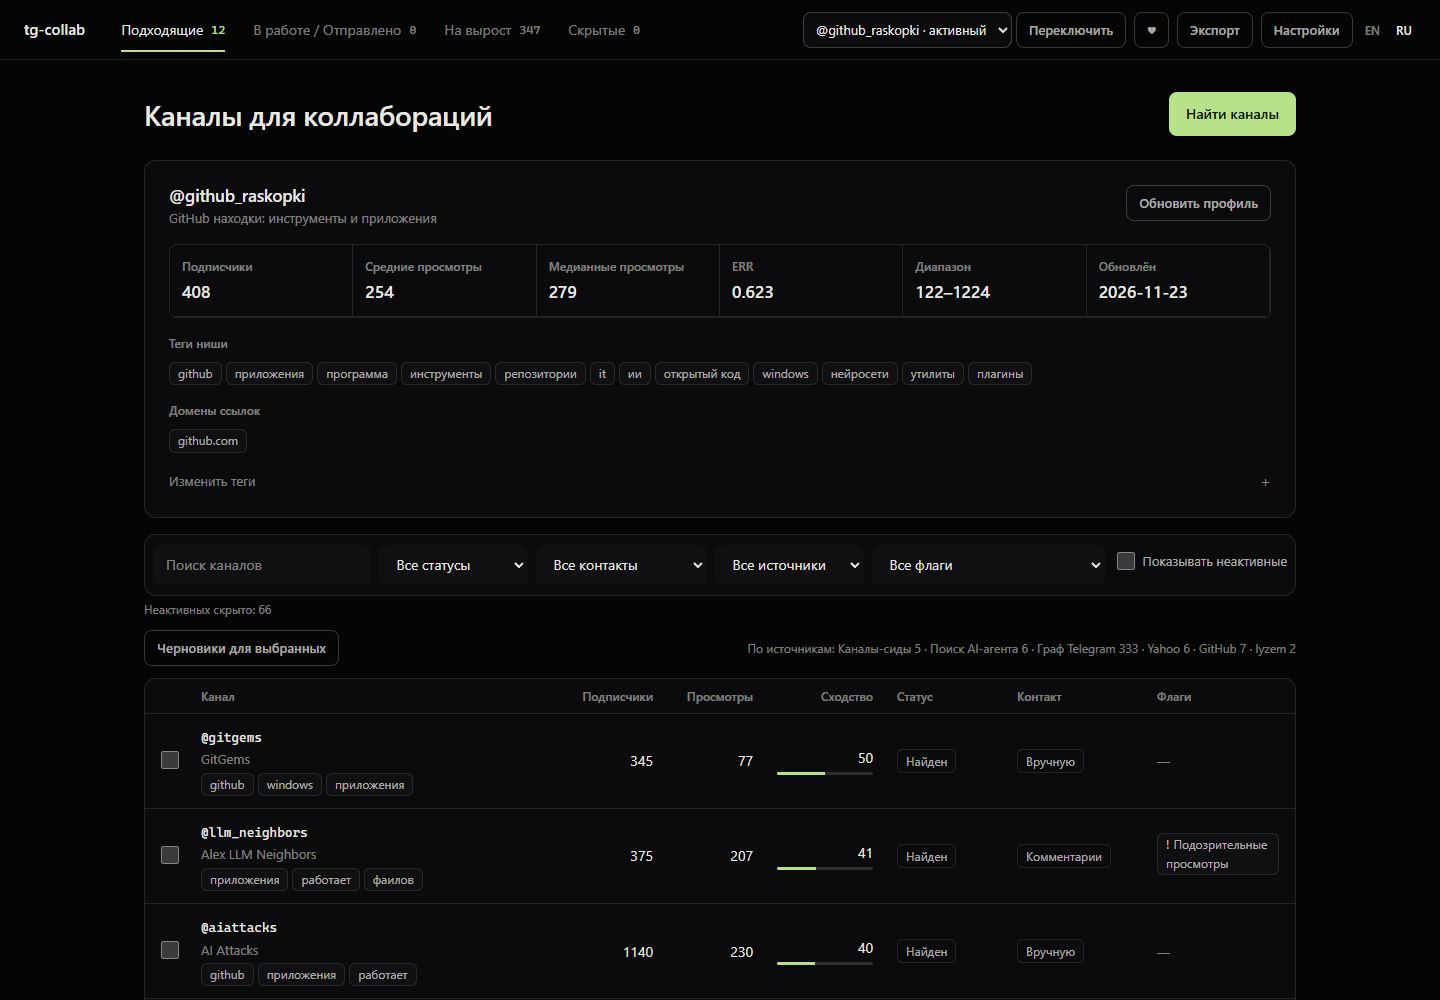 tg-collab
Подходящие 12
В работе / Отправлено 0
На вырост 347
Скрытые 0
@github_raskopki · активный
Переключить
Экспорт
Настройки
EN
RU
Каналы для коллабораций
Найти каналы
@github_raskopki
GitHub находки: инструменты и приложения
Обновить профиль
Подписчики
408
Средние просмотры
254
Медианные просмотры
279
ERR
0.623
Диапазон
122–1224
Обновлён
2026-11-23
Теги ниши
github приложения программа инструменты репозитории it ии открытый код windows нейросети утилиты плагины
Домены ссылок
github.com
Изменить теги +
Поиск каналов
Все статусы
Все контакты
Все источники
Все флаги
Показывать неактивные
Неактивных скрыто: 66
Черновики для выбранных
По источникам: Каналы-сиды 5 · Поиск AI-агента 6 · Граф Telegram 333 · Yahoo 6 · GitHub 7 · lyzem 2
Канал Подписчики Просмотры Сходство Статус Контакт Флаги
@gitgems
GitGems
github windows приложения
345 77 50 Найден Вручную —
@llm_neighbors
Alex LLM Neighbors
приложения работает фаилов
375 207 41 Найден Комментарии
! Подозрительные
просмотры
@aiattacks
AI Attacks
github приложения работает
1140 230 40 Найден Вручную —